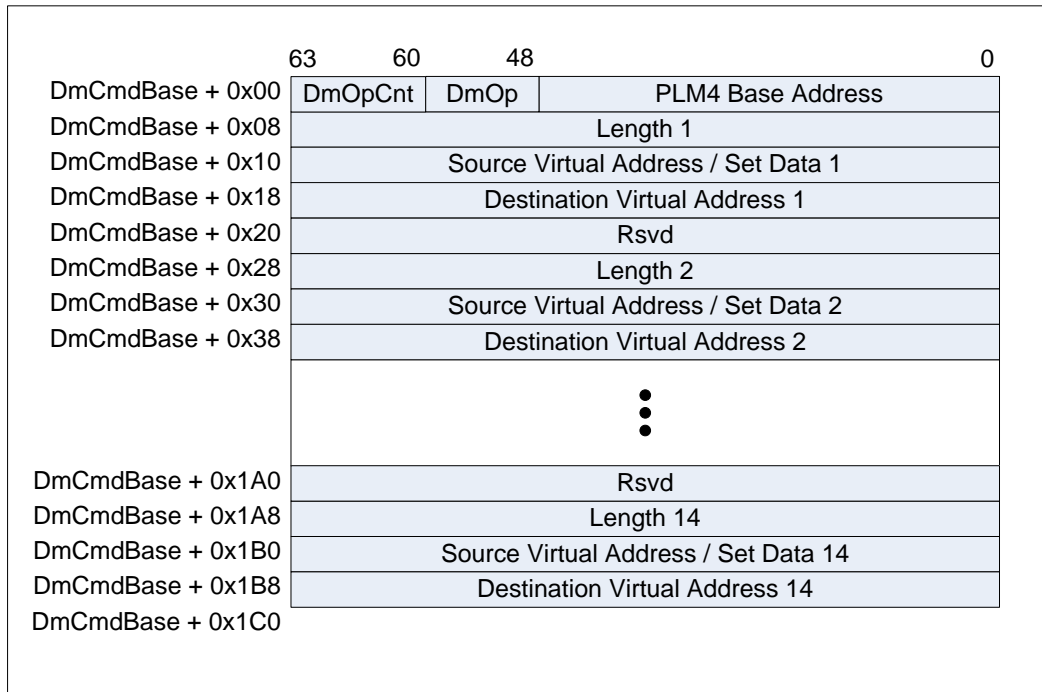 63 60 48 0
DmCmdBase + 0x00 DmOpCnt DmOp PLM4 Base Address
DmCmdBase + 0x08 Length 1
DmCmdBase + 0x10 Source Virtual Address / Set Data 1
DmCmdBase + 0x18 Destination Virtual Address 1
DmCmdBase + 0x20 Rsvd
DmCmdBase + 0x28 Length 2
DmCmdBase + 0x30 Source Virtual Address / Set Data 2
DmCmdBase + 0x38 Destination Virtual Address 2
DmCmdBase + 0x1A0 Rsvd
DmCmdBase + 0x1A8 Length 14
DmCmdBase + 0x1B0 Source Virtual Address / Set Data 14
DmCmdBase + 0x1B8 Destination Virtual Address 14
DmCmdBase + 0x1C0